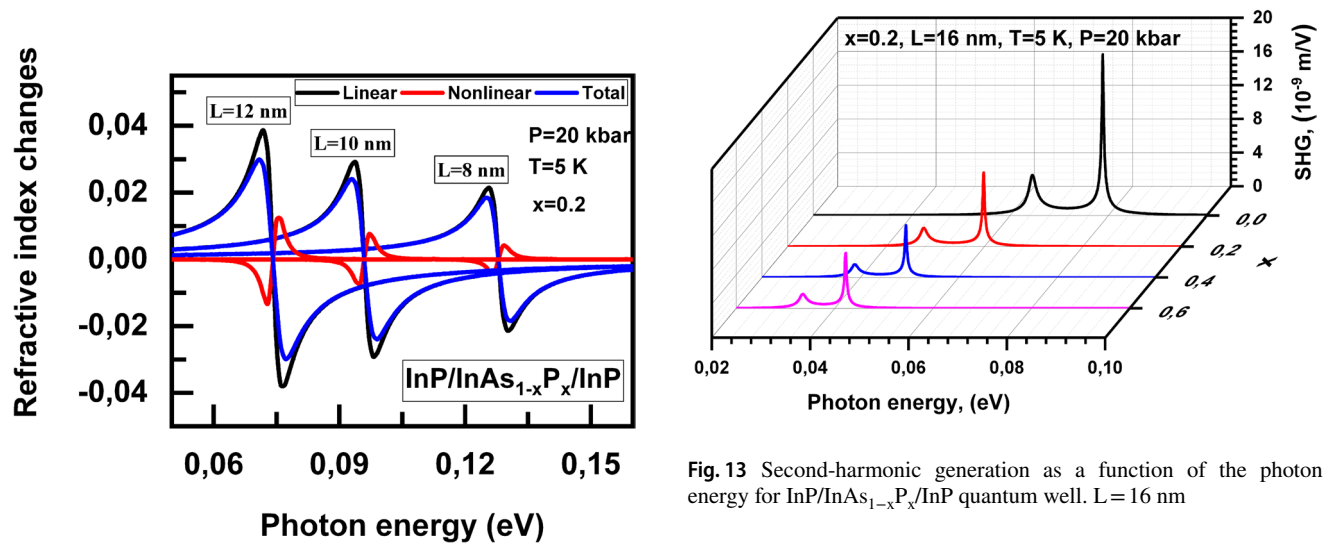 Refractive index changes
Linear Nonlinear Total
L=12 nm
L=10 nm
L=8 nm
P=20 kbar
T=5 K
x=0.2
0,04
0,02
0,00
-0,02
-0,04
InP/InAs1-xPx/InP
0,06 0,09 0,12 0,15
Photon energy (eV)
x=0.2, L=16 nm, T=5 K, P=20 kbar
20
16
12
8
4
0
SHG, (10-9 m/V)
0,0
0,2
0,4
0,6
x
0,02 0,04 0,06 0,08 0,10
Photon energy, (eV)
Fig. 13 Second-harmonic generation as a function of the photon
energy for InP/InAs1−xPx/InP quantum well. L = 16 nm